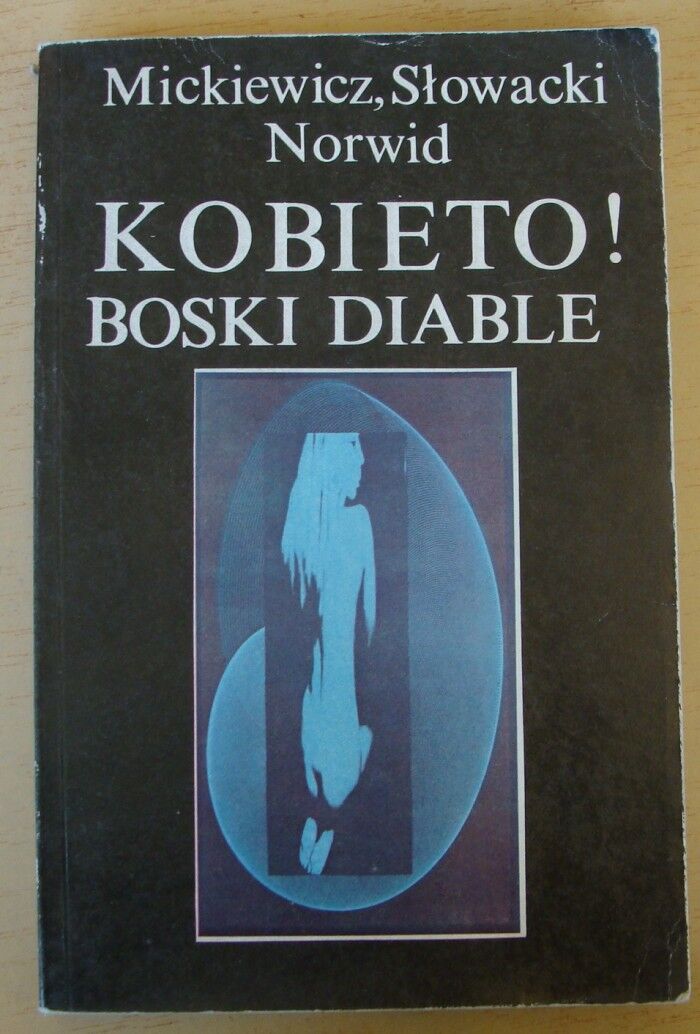 Mickiewicz, Słowacki
Norwid
KOBIETO!
BOSKI DIABLE